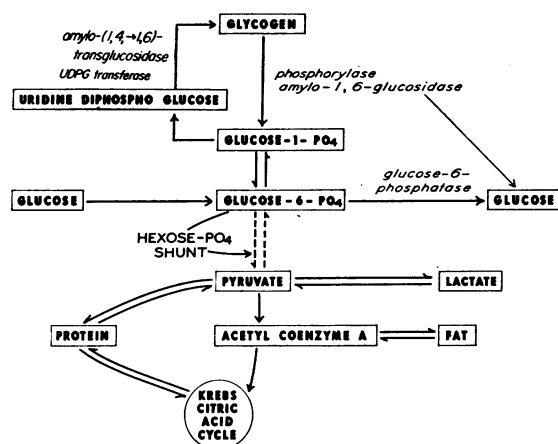 GLYCOGEN
amylo-(1,4,→1,6)-
transglucosidase
UDPG transferase
phosphorylase
amylo-1,6-glucosidase
URIDINE DIPHOSPNO GLUCOSE
GLUCOSE-1-PO4
glucose-6-
phosphatase
GLUCOSE
GLUCOSE-6-PO4
GLUCOSE
HEXOSE-PO4
SHUNT
PYRUVATE
LACTATE
PROTEIN
ACETYL COENZYME A
FAT
KREBS
CITRIC
ACID
CYCLE